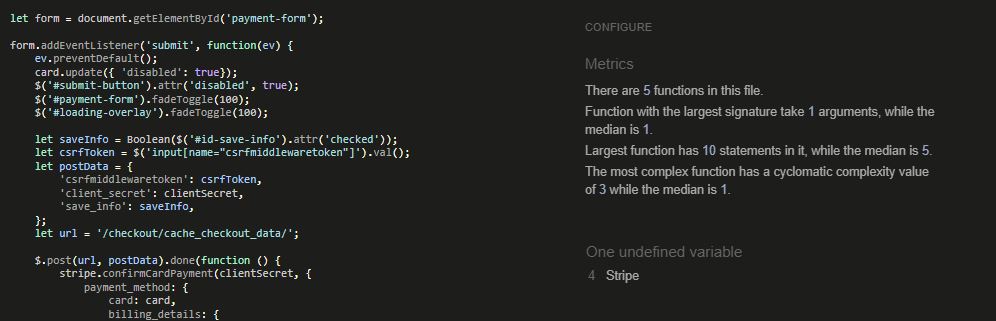 let form = document.getElementById('payment-form');
form.addEventListener('submit', function(ev) {
ev.preventDefault();
card.update({ 'disabled': true});
$('#submit-button').attr('disabled', true);
$('#payment-form').fadeToggle(100);
$('#loading-overlay').fadeToggle(100);
let saveInfo = Boolean($('#id-save-info').attr('checked'));
let csrfToken = $('input[name="csrfmiddlewaretoken"]').val();
let postData = {
'csrfmiddlewaretoken': csrfToken,
'client_secret': clientSecret,
'save_info': saveInfo,
};
let url = '/checkout/cache_checkout_data/';
$.post(url, postData).done(function () {
stripe.confirmCardPayment(clientSecret, {
payment_method: {
card: card,
billing_details: {
CONFIGURE
Metrics
There are 5 functions in this file.
Function with the largest signature take 1 arguments, while the
median is 1.
Largest function has 10 statements in it, while the median is 5.
The most complex function has a cyclomatic complexity value
of 3 while the median is 1.
One undefined variable
4 Stripe